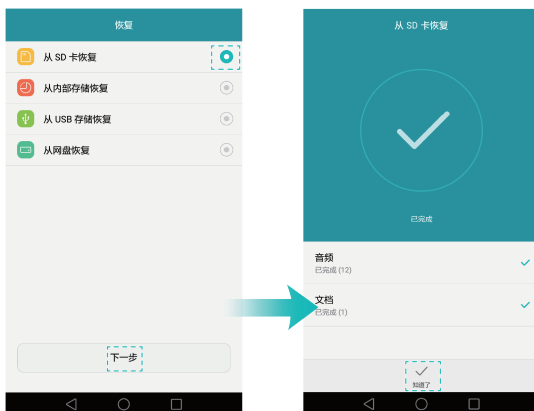 恢复
从 SD 卡恢复
从内部存储恢复
从 USB 存储恢复
从网盘恢复
下一步
从 SD 卡恢复
已完成
音频
已完成 (12)
文档
已完成 (1)
知道了